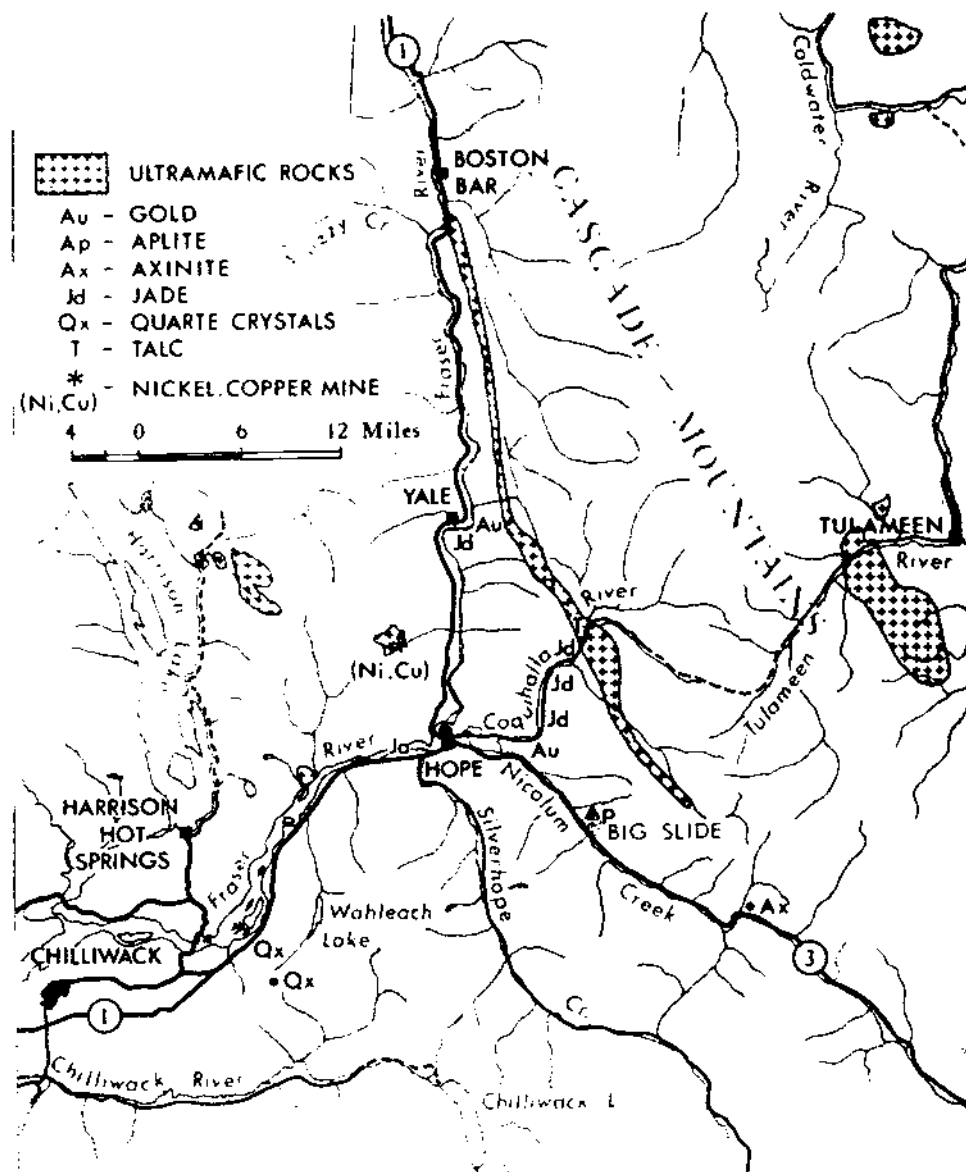 1
Coldwater
River
BOSTON
BAR
River
CASCADE MOUNTAINS
ULTRAMAFIC ROCKS
Au - GOLD
Ap - APLITE
Ax - AXINITE
Jd - JADE
Qx - QUARTE CRYSTALS
T - TALC
* - NICKEL.COPPER MINE
(Ni,Cu)
4 0 6 12 Miles
Fraser
YALE
Jd
Au
TULAMEEN
River
Harrison
River
Tulameen
(Ni,Cu)
Jd
Jd
Jd
Au
River
HOPE
Nicolum
Creek
Silverhope
Cr.
Ap
BIG SLIDE
HARRISON
HOT
SPRINGS
Fraser
Wahleach
Lake
Ax
3
CHILLIWACK
Qx
Qx
1
Chilliwack River
Chilliwack L